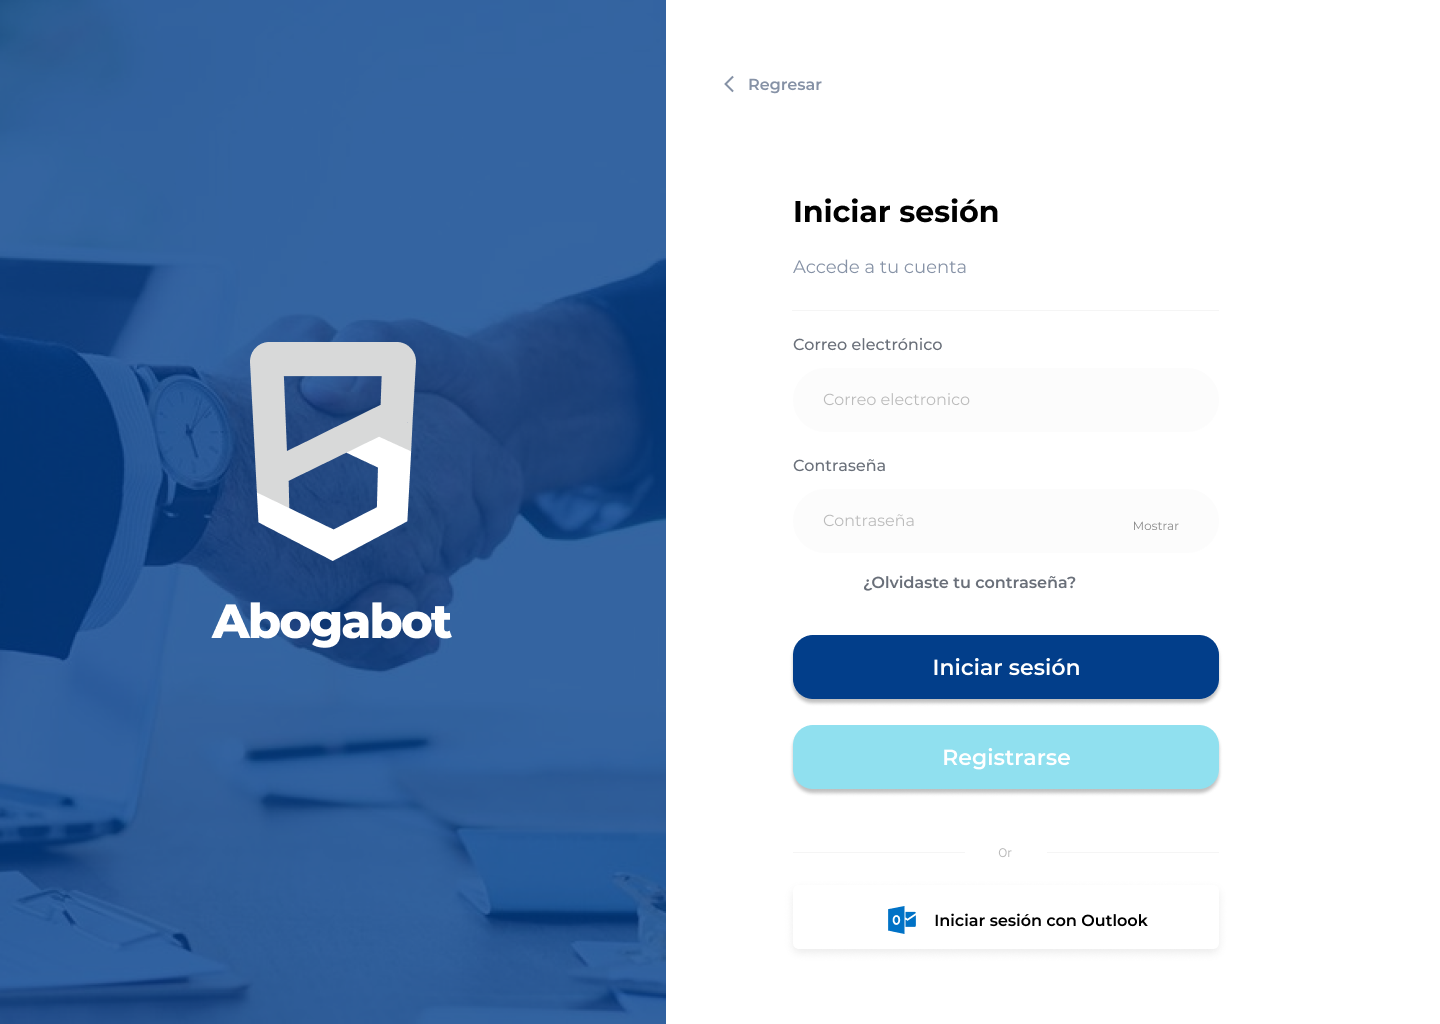 Regresar
Iniciar sesión
Accede a tu cuenta
Correo electrónico
Correo electronico
Contraseña
Contraseña
Mostrar
¿Olvidaste tu contraseña?
Iniciar sesión
Registrarse
Or
Iniciar sesión con Outlook
Abogabot